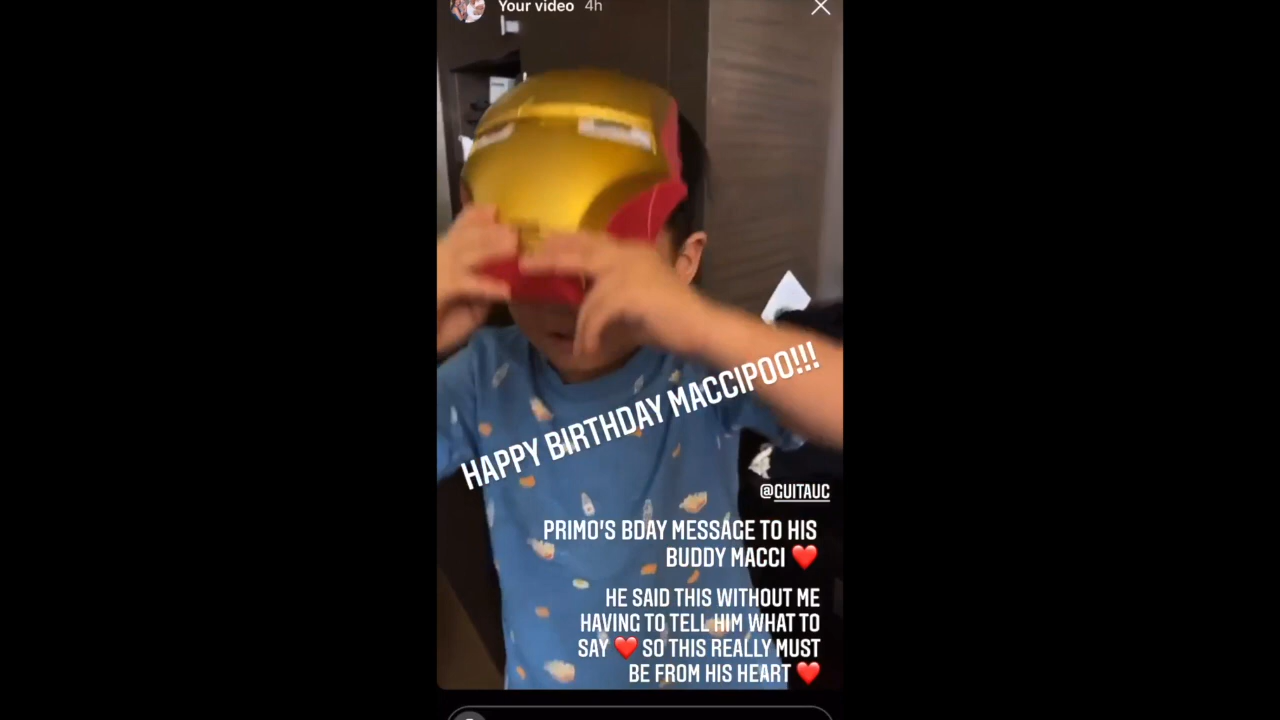 Your video 4h
HAPPY BIRTHDAY MACCIPOO!!!
@GUITAUC
PRIMO'S BDAY MESSAGE TO HIS
BUDDY MACCI ❤️
HE SAID THIS WITHOUT ME
HAVING TO TELL HIM WHAT TO
SAY ❤️ SO THIS REALLY MUST
BE FROM HIS HEART ❤️